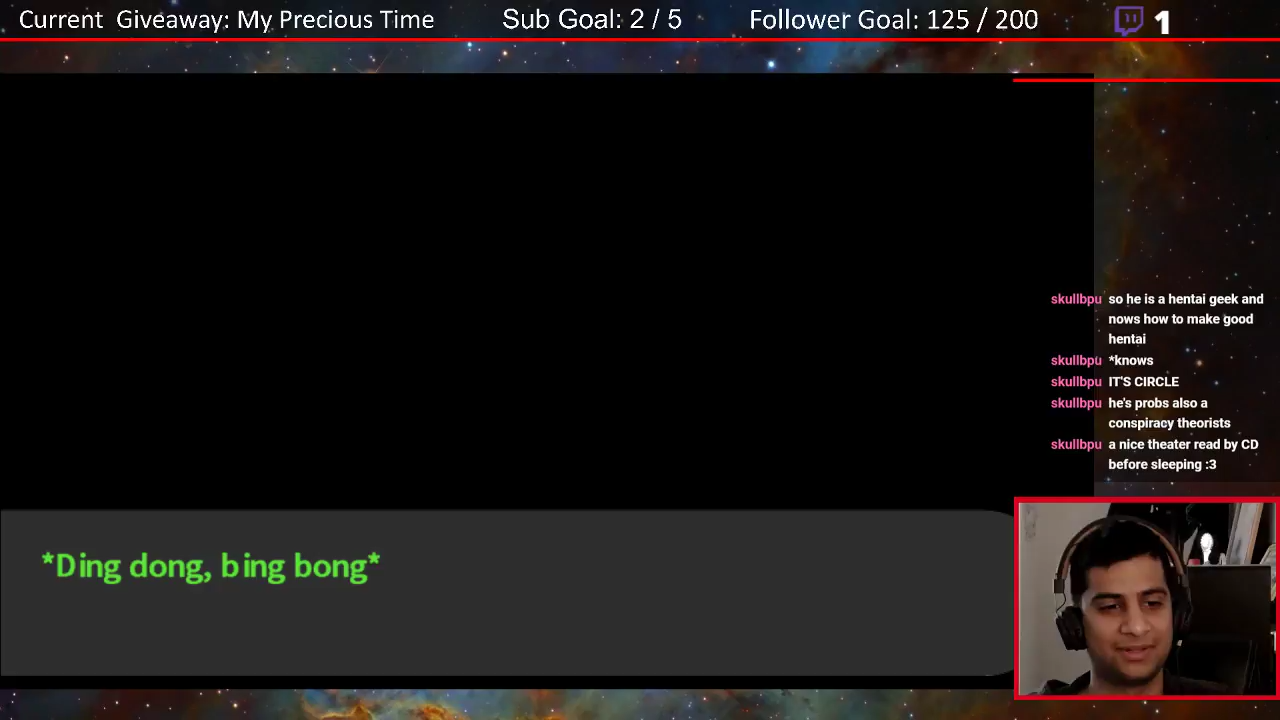 Current  Giveaway: My Precious Time Sub Goal: 2 / 5 Follower Goal: 125 / 200 1
skullbpu so he is a hentai geek and
nows how to make good
hentai
skullbpu *knows
skullbpu IT'S CIRCLE
skullbpu he's probs also a
conspiracy theorists
skullbpu a nice theater read by CD
before sleeping :3
*Ding dong, bing bong*